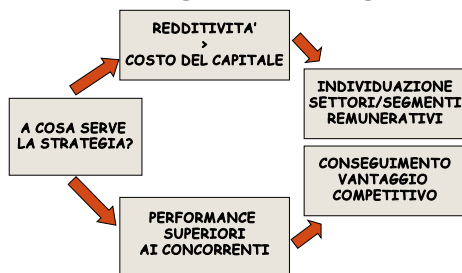 REDDITIVITA'
>
COSTO DEL CAPITALE
INDIVIDUAZIONE
SETTORI/SEGMENTI
REMUNERATIVI
A COSA SERVE
LA STRATEGIA?
CONSEGUIMENTO
VANTAGGIO
COMPETITIVO
PERFORMANCE
SUPERIORI
AI CONCORRENTI